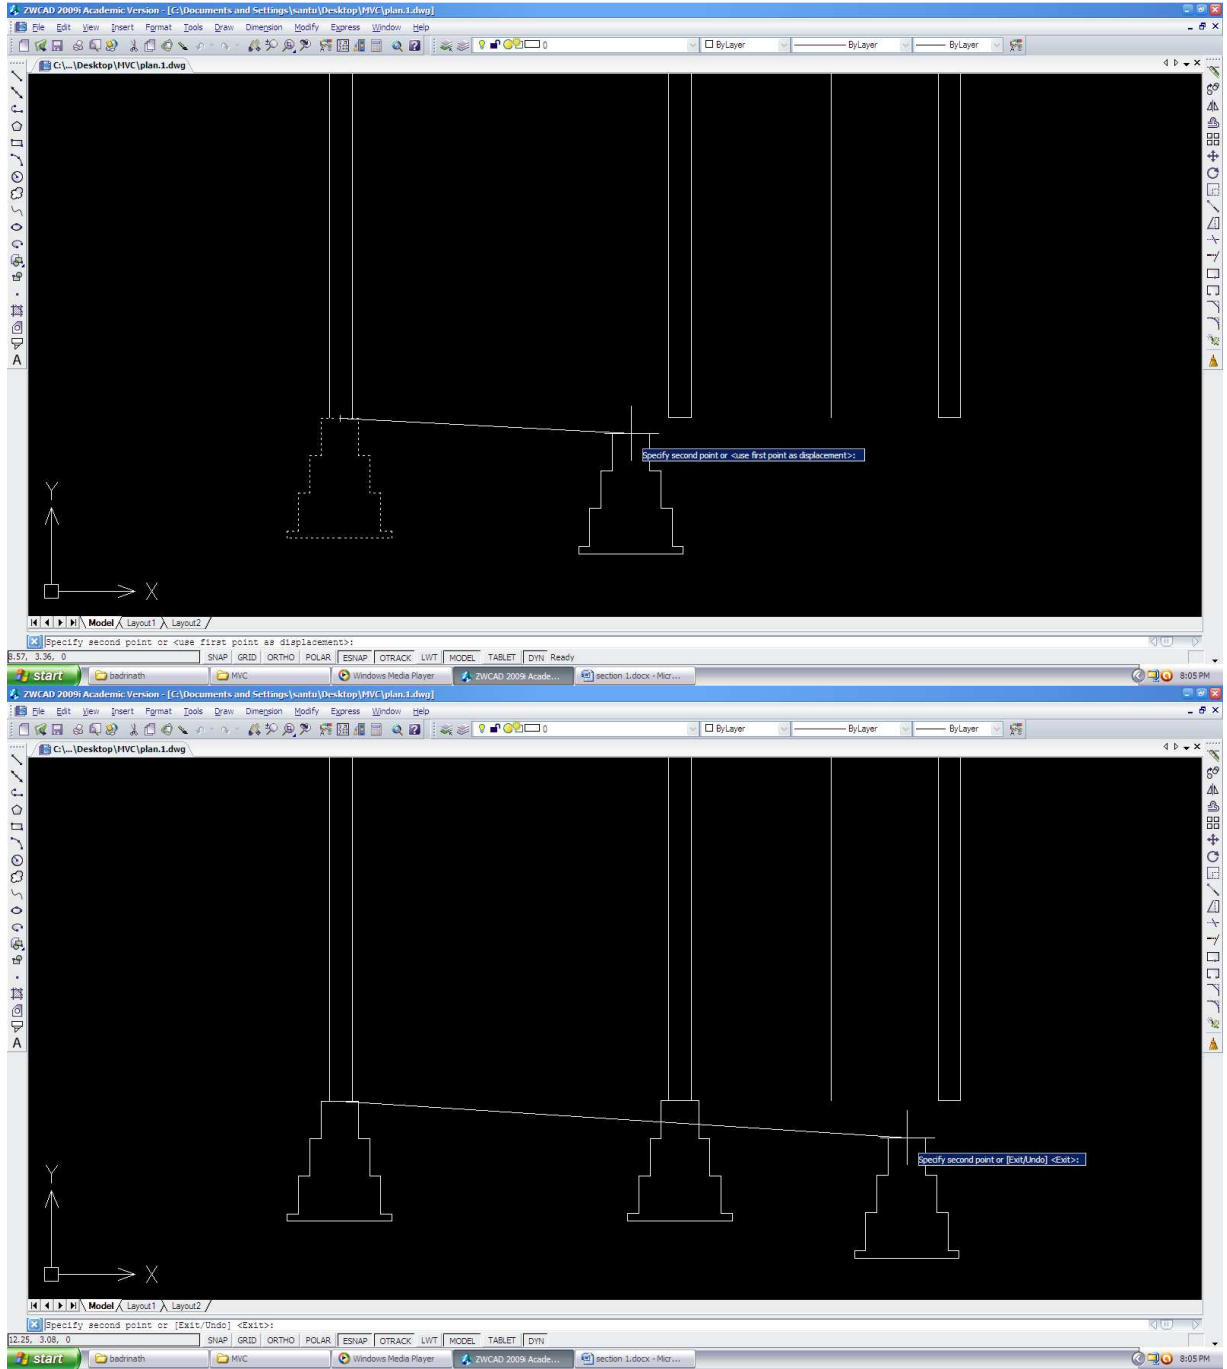 ZWCAD 2009i Academic Version - [C:\Documents and Settings\santu\Desktop\MVC\plan.1.dwg]
File Edit View Insert Format Tools Draw Dimension Modify Express Window Help
0 ByLayer ByLayer ByLayer
C:\...\Desktop\MVC\plan.1.dwg
A
Specify second point or <use first point as displacement>:
Y
X
Model Layout1 Layout2
Specify second point or <use first point as displacement>:
8.57, 3.36, 0 SNAP GRID ORTHO POLAR ESNAP OTRACK LWT MODEL TABLET DYN Ready
start badrinath MVC Windows Media Player ZWCAD 2009i Acade... section 1.docx - Micr... 8:05 PM
ZWCAD 2009i Academic Version - [C:\Documents and Settings\santu\Desktop\MVC\plan.1.dwg]
File Edit View Insert Format Tools Draw Dimension Modify Express Window Help
0 ByLayer ByLayer ByLayer
C:\...\Desktop\MVC\plan.1.dwg
A
Specify second point or [Exit/Undo] <Exit>:
Y
X
Model Layout1 Layout2
Specify second point or [Exit/Undo] <Exit>:
12.25, 3.08, 0 SNAP GRID ORTHO POLAR ESNAP OTRACK LWT MODEL TABLET DYN
start badrinath MVC Windows Media Player ZWCAD 2009i Acade... section 1.docx - Micr... 8:05 PM